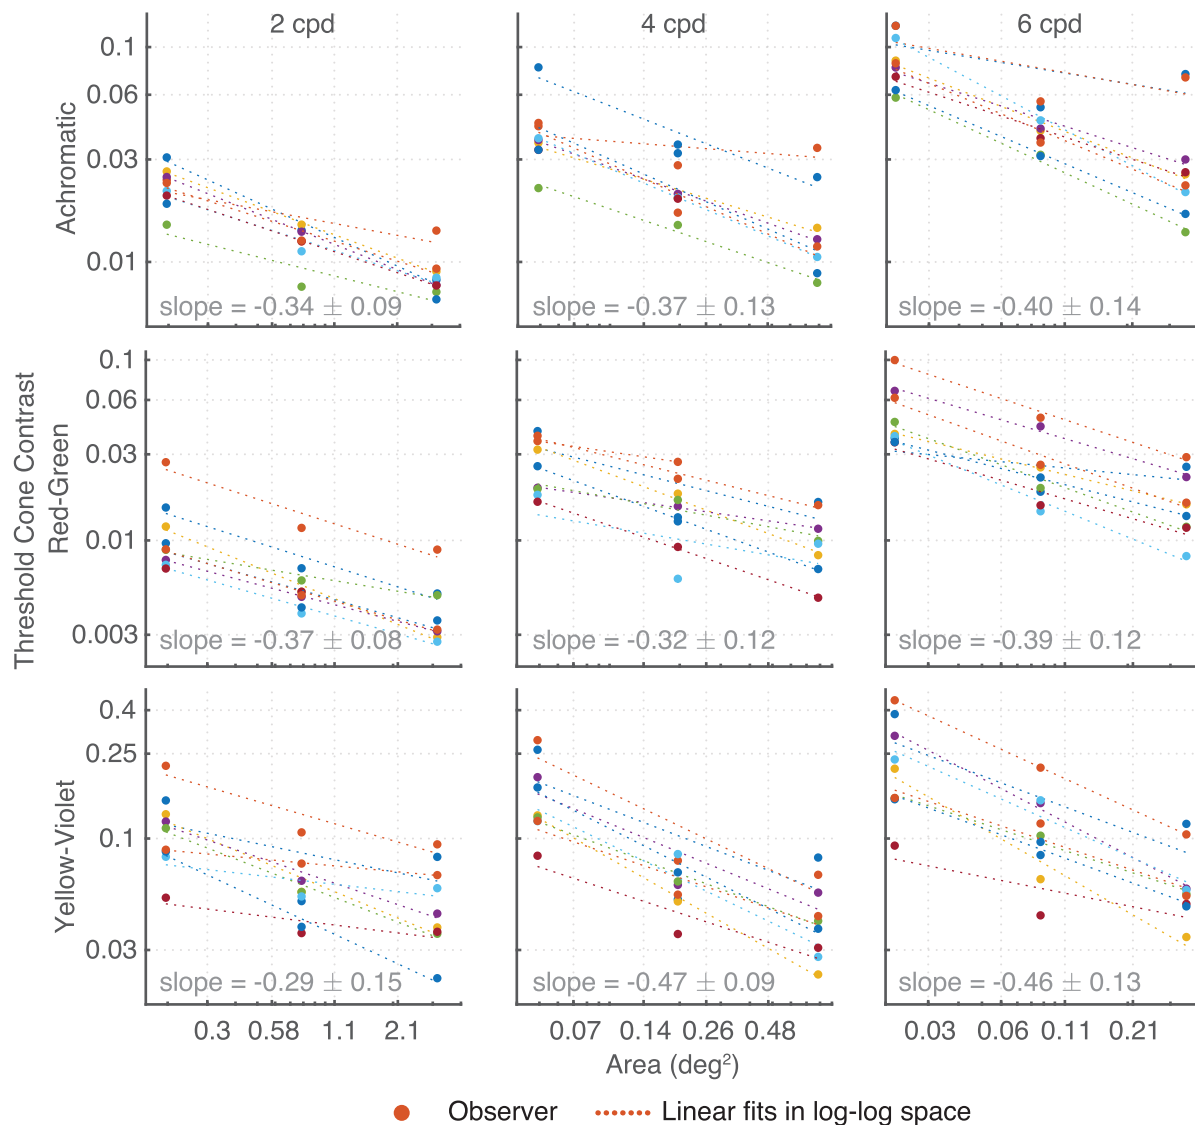 2 cpd
4 cpd
6 cpd
Achromatic
0.1
0.06
0.03
0.01
slope = -0.34 ± 0.09
slope = -0.37 ± 0.13
slope = -0.40 ± 0.14
Threshold Cone Contrast
Red-Green
0.1
0.06
0.03
0.01
0.003
slope = -0.37 ± 0.08
slope = -0.32 ± 0.12
slope = -0.39 ± 0.12
Yellow-Violet
0.4
0.25
0.1
0.03
slope = -0.29 ± 0.15
slope = -0.47 ± 0.09
slope = -0.46 ± 0.13
0.3 0.58 1.1 2.1
0.07 0.14 0.26 0.48
0.03 0.06 0.11 0.21
Area (deg²)
Observer
Linear fits in log-log space